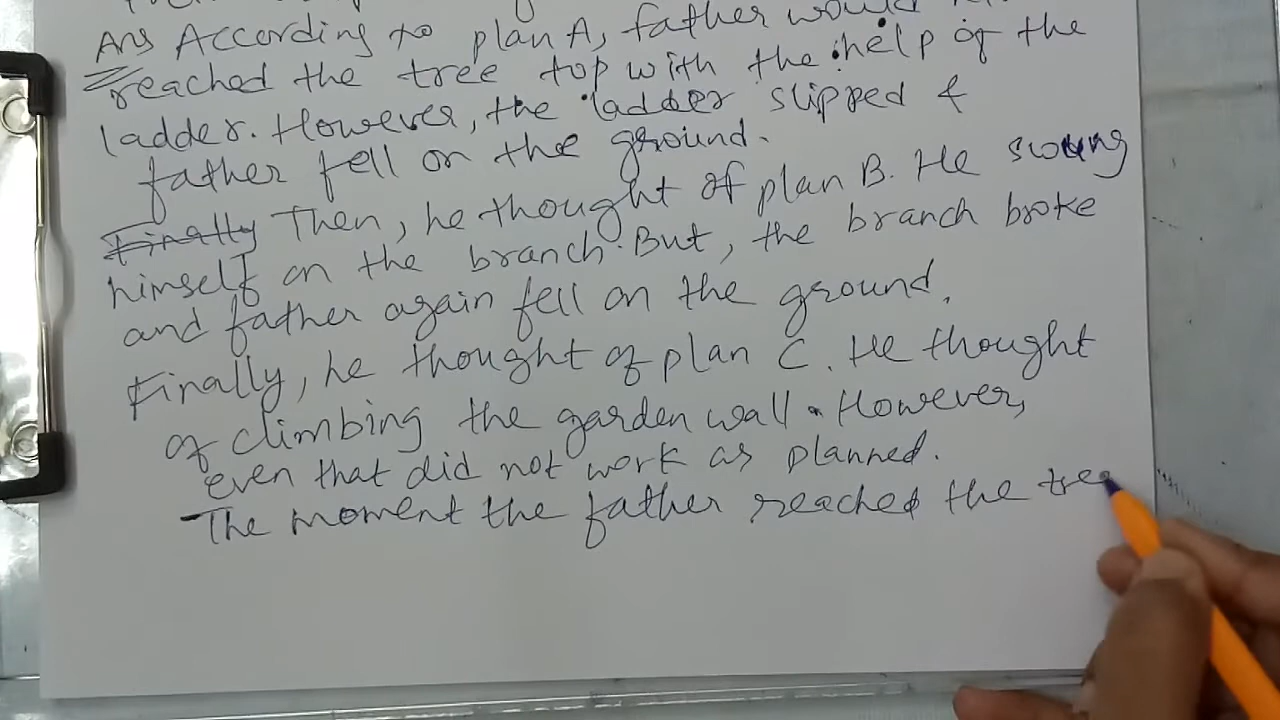 Ans According to plan A, father would
reached the tree top with the help of the
ladder. However, the ladder slipped &
father fell on the ground.
Finally Then, he thought of plan B. He swung
himself on the branch. But, the branch broke
and father again fell on the ground.
Finally, he thought of plan C. He thought
of climbing the garden wall. However,
even that did not work as planned.
The moment the father reached the tree